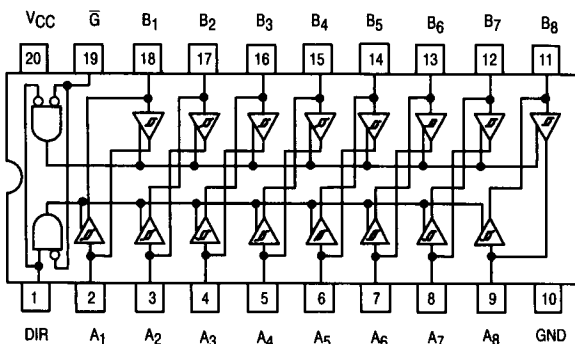 VCC G B1 B2 B3 B4 B5 B6 B7 B8
20 19 18 17 16 15 14 13 12 11
1 2 3 4 5 6 7 8 9 10
DIR A1 A2 A3 A4 A5 A6 A7 A8 GND